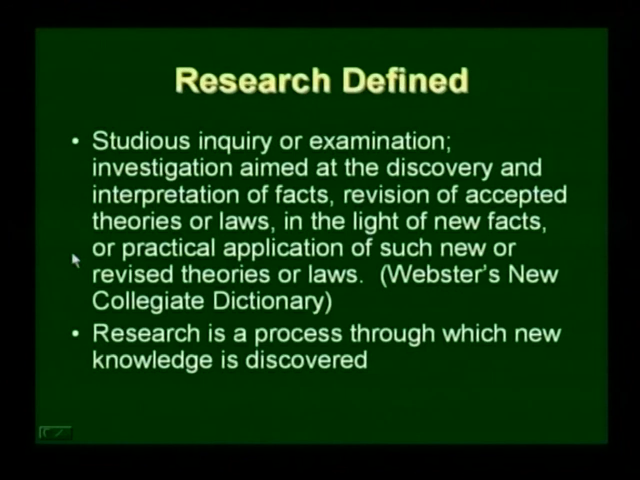 Research Defined
• Studious inquiry or examination;
investigation aimed at the discovery and
interpretation of facts, revision of accepted
theories or laws, in the light of new facts,
or practical application of such new or
revised theories or laws.  (Webster's New
Collegiate Dictionary)
• Research is a process through which new
knowledge is discovered